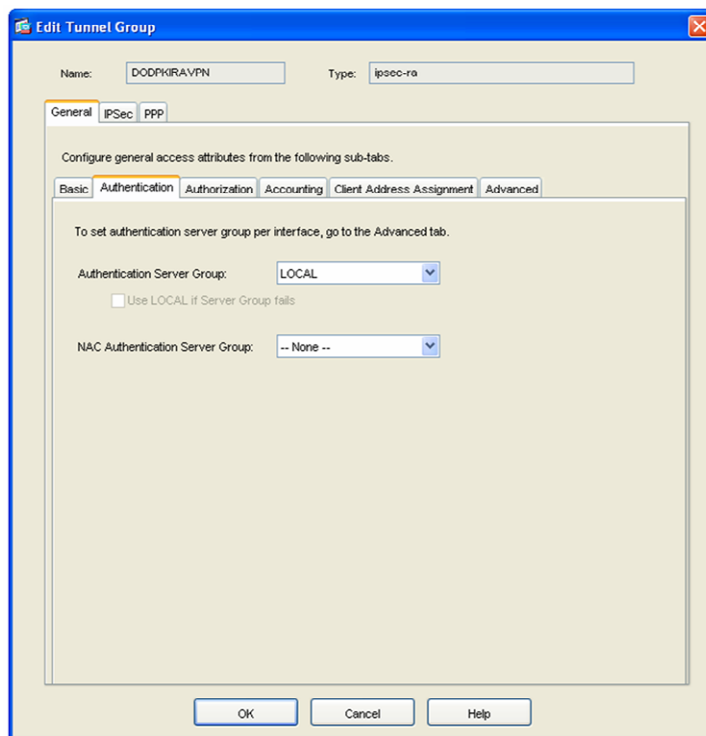 Edit Tunnel Group
Name: DODPKIRAVPN Type: ipsec-ra
General IPSec PPP
Configure general access attributes from the following sub-tabs.
Basic Authentication Authorization Accounting Client Address Assignment Advanced
To set authentication server group per interface, go to the Advanced tab.
Authentication Server Group: LOCAL
Use LOCAL if Server Group fails
NAC Authentication Server Group: -- None --
OK Cancel Help